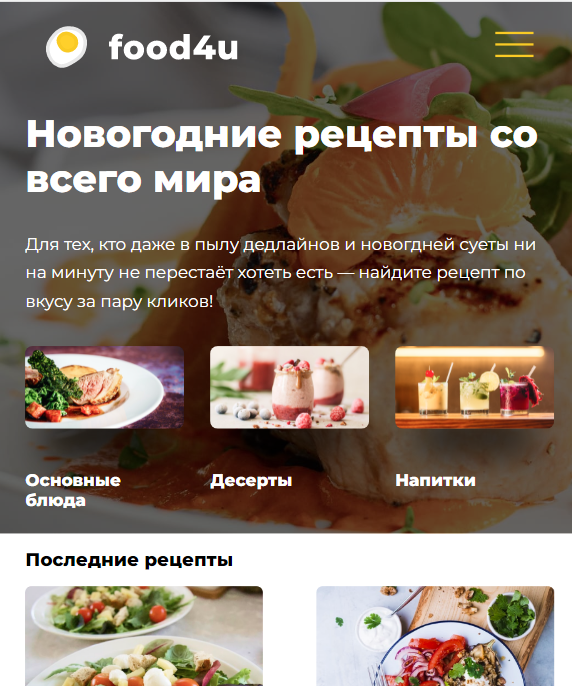 food4u
Новогодние рецепты со
всего мира
Для тех, кто даже в пылу дедлайнов и новогдней суеты ни
на минуту не перестаёт хотеть есть — найдите рецепт по
вкусу за пару кликов!
Основные
блюда
Десерты
Напитки
Последние рецепты